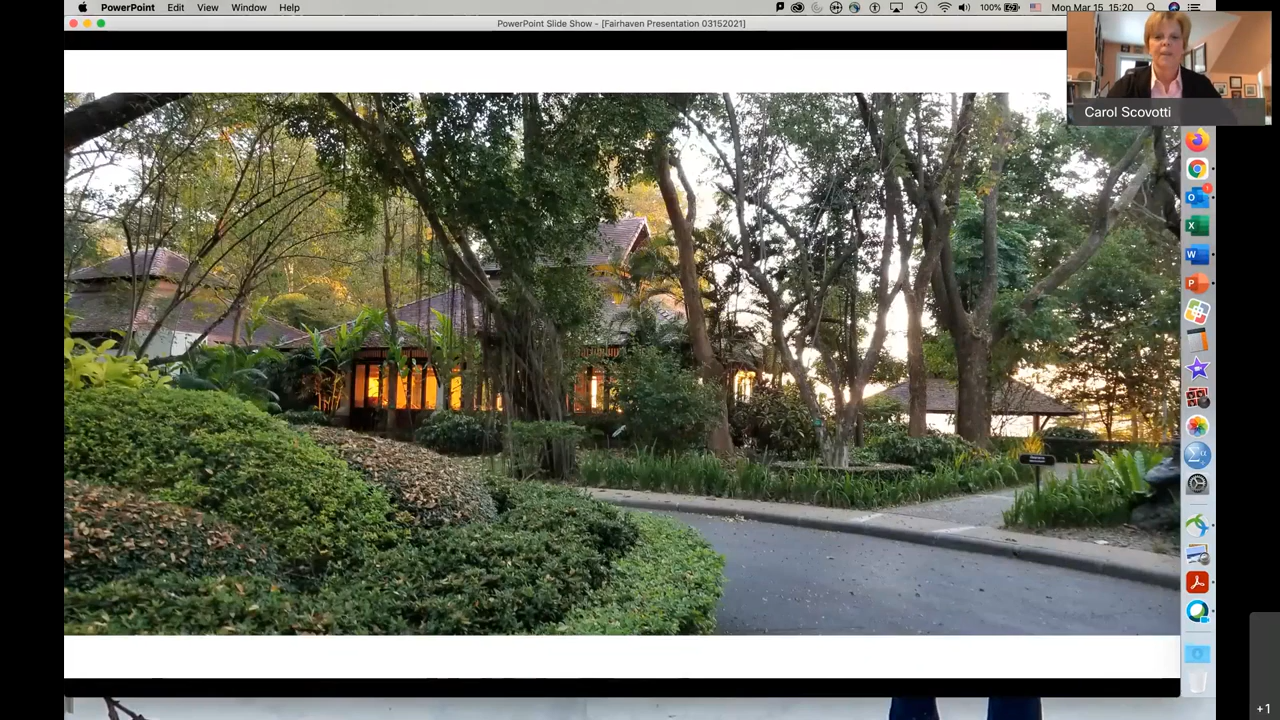 PowerPoint Edit View Window Help
100% Mon Mar 15 15:20
PowerPoint Slide Show - [Fairhaven Presentation 03152021]
Carol Scovotti
+1